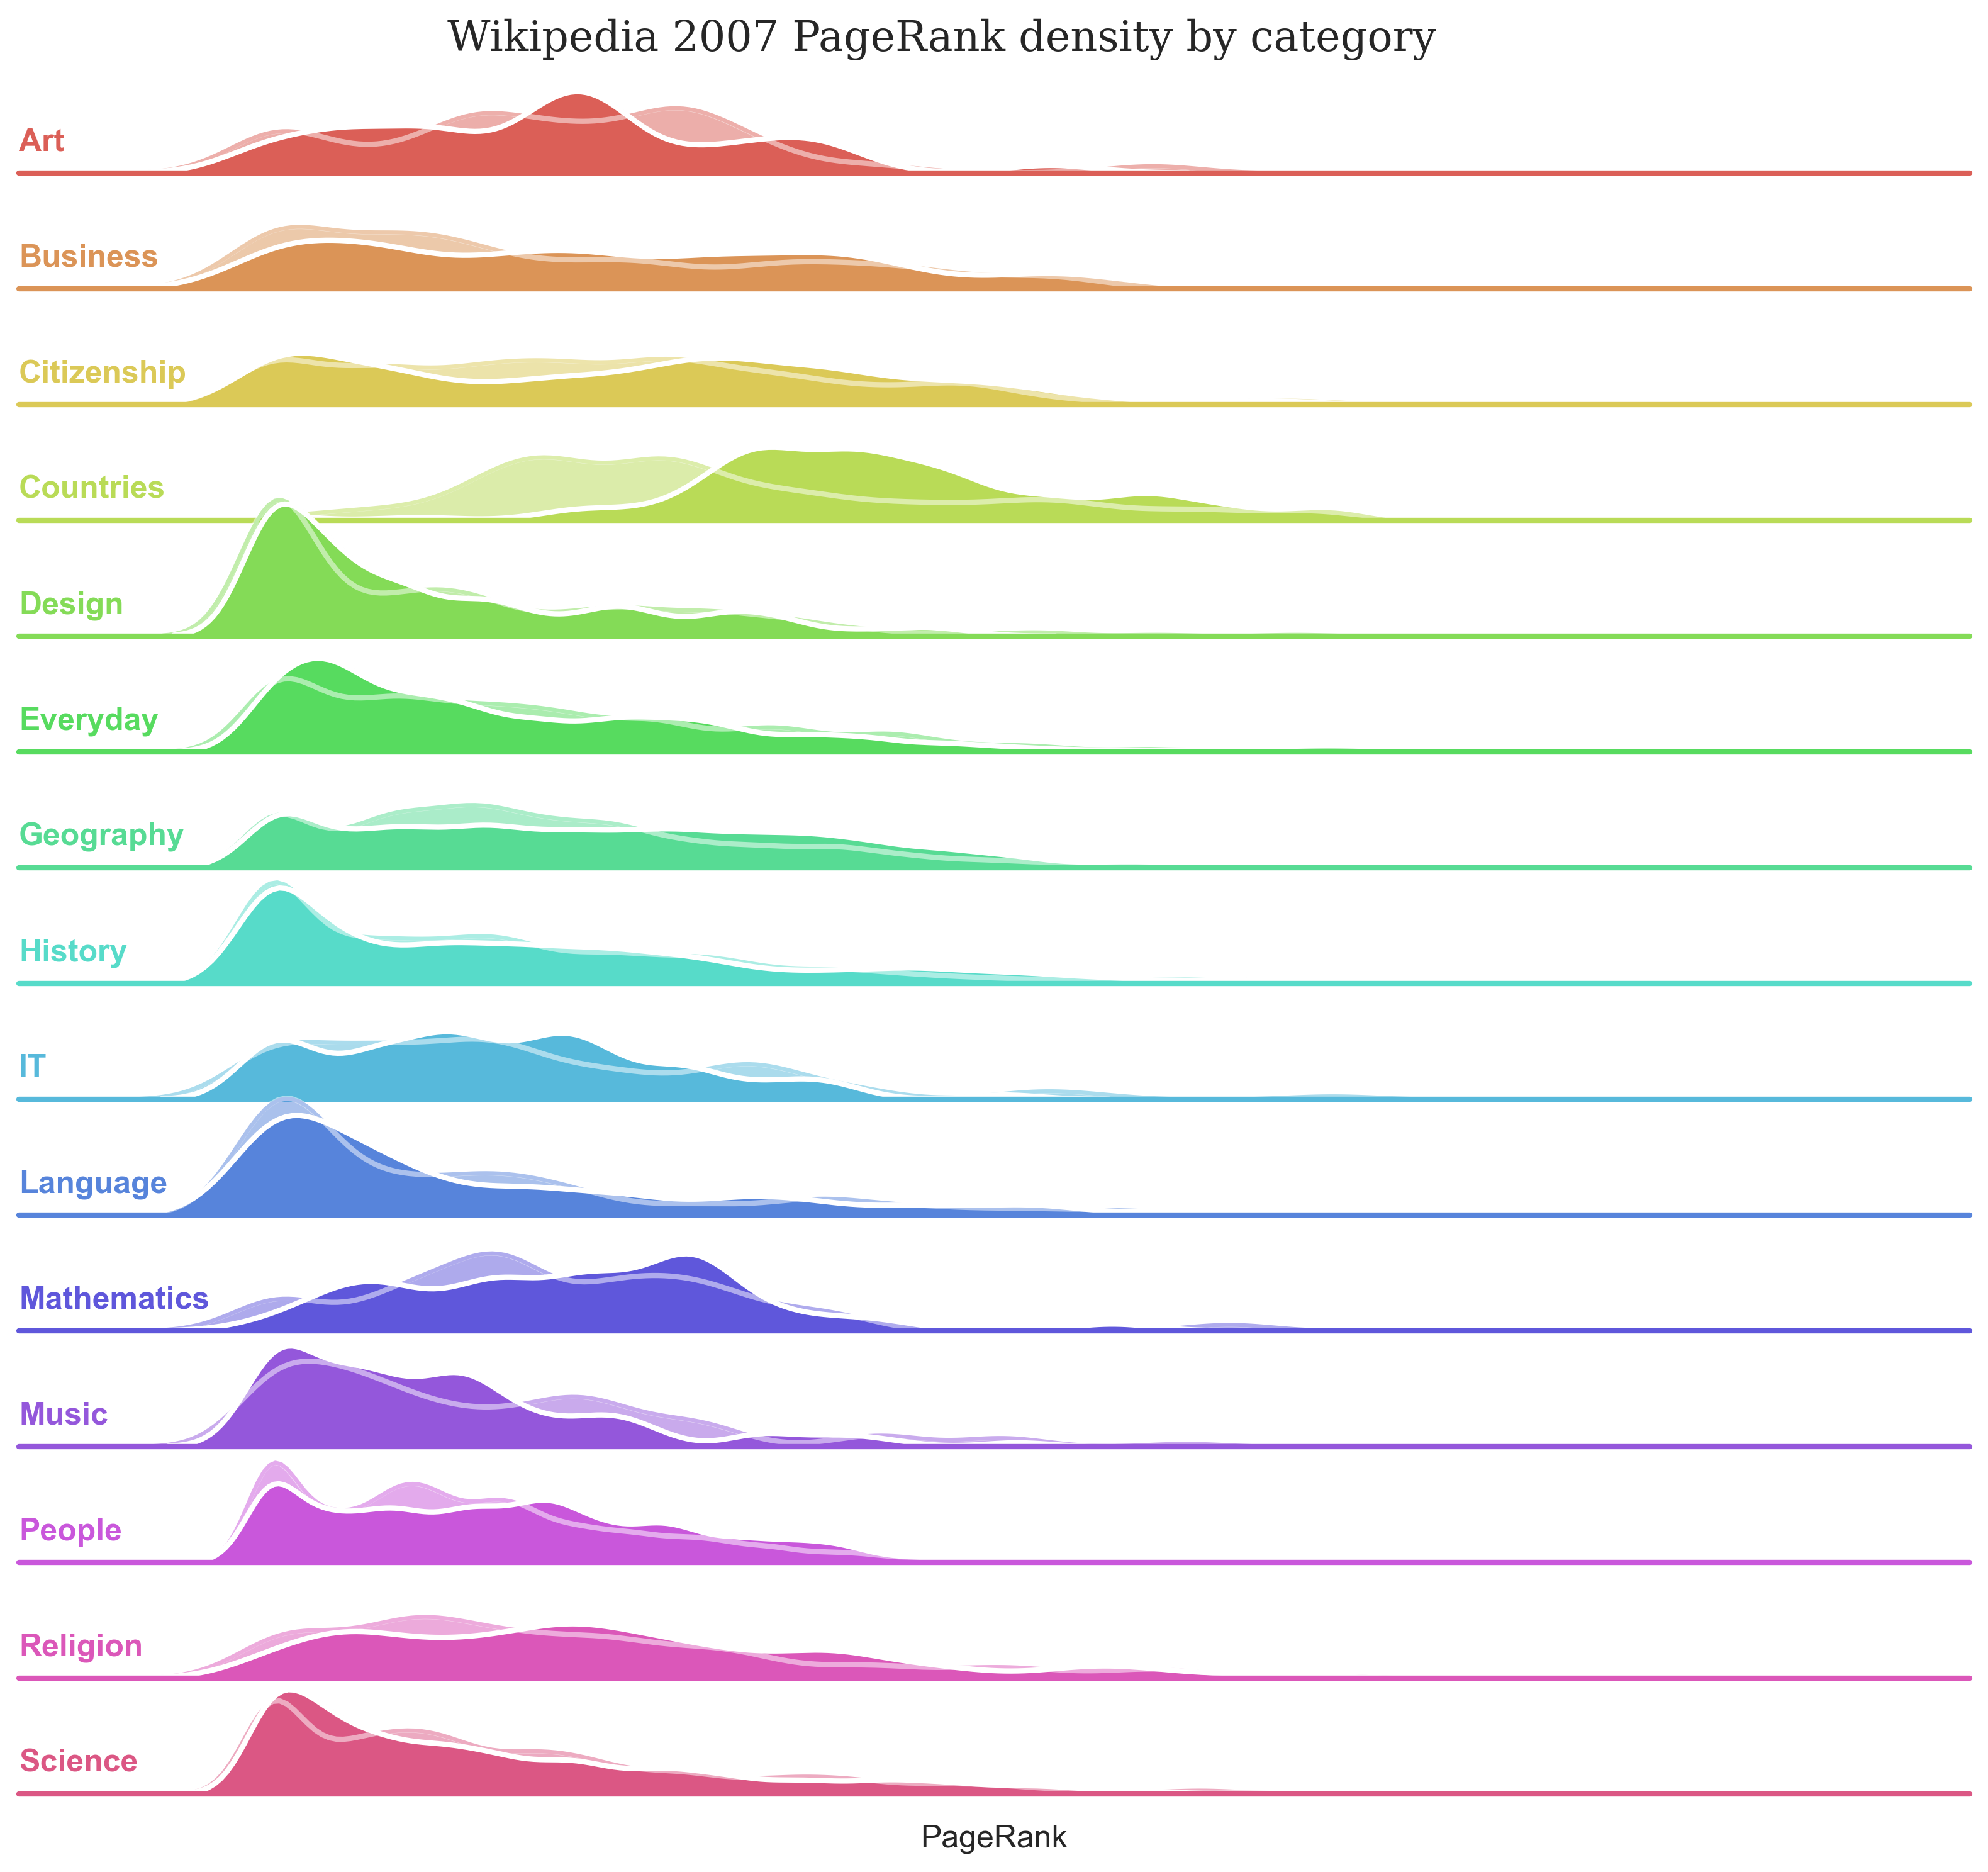 Wikipedia 2007 PageRank density by category
Art
Business
Citizenship
Countries
Design
Everyday
Geography
History
IT
Language
Mathematics
Music
People
Religion
Science
PageRank